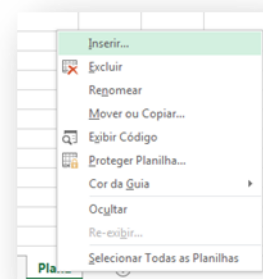 Inserir...
Excluir
Renomear
Mover ou Copiar...
Exibir Código
Proteger Planilha...
Cor da Guia
Ocultar
Re-exibir...
Selecionar Todas as Planilhas